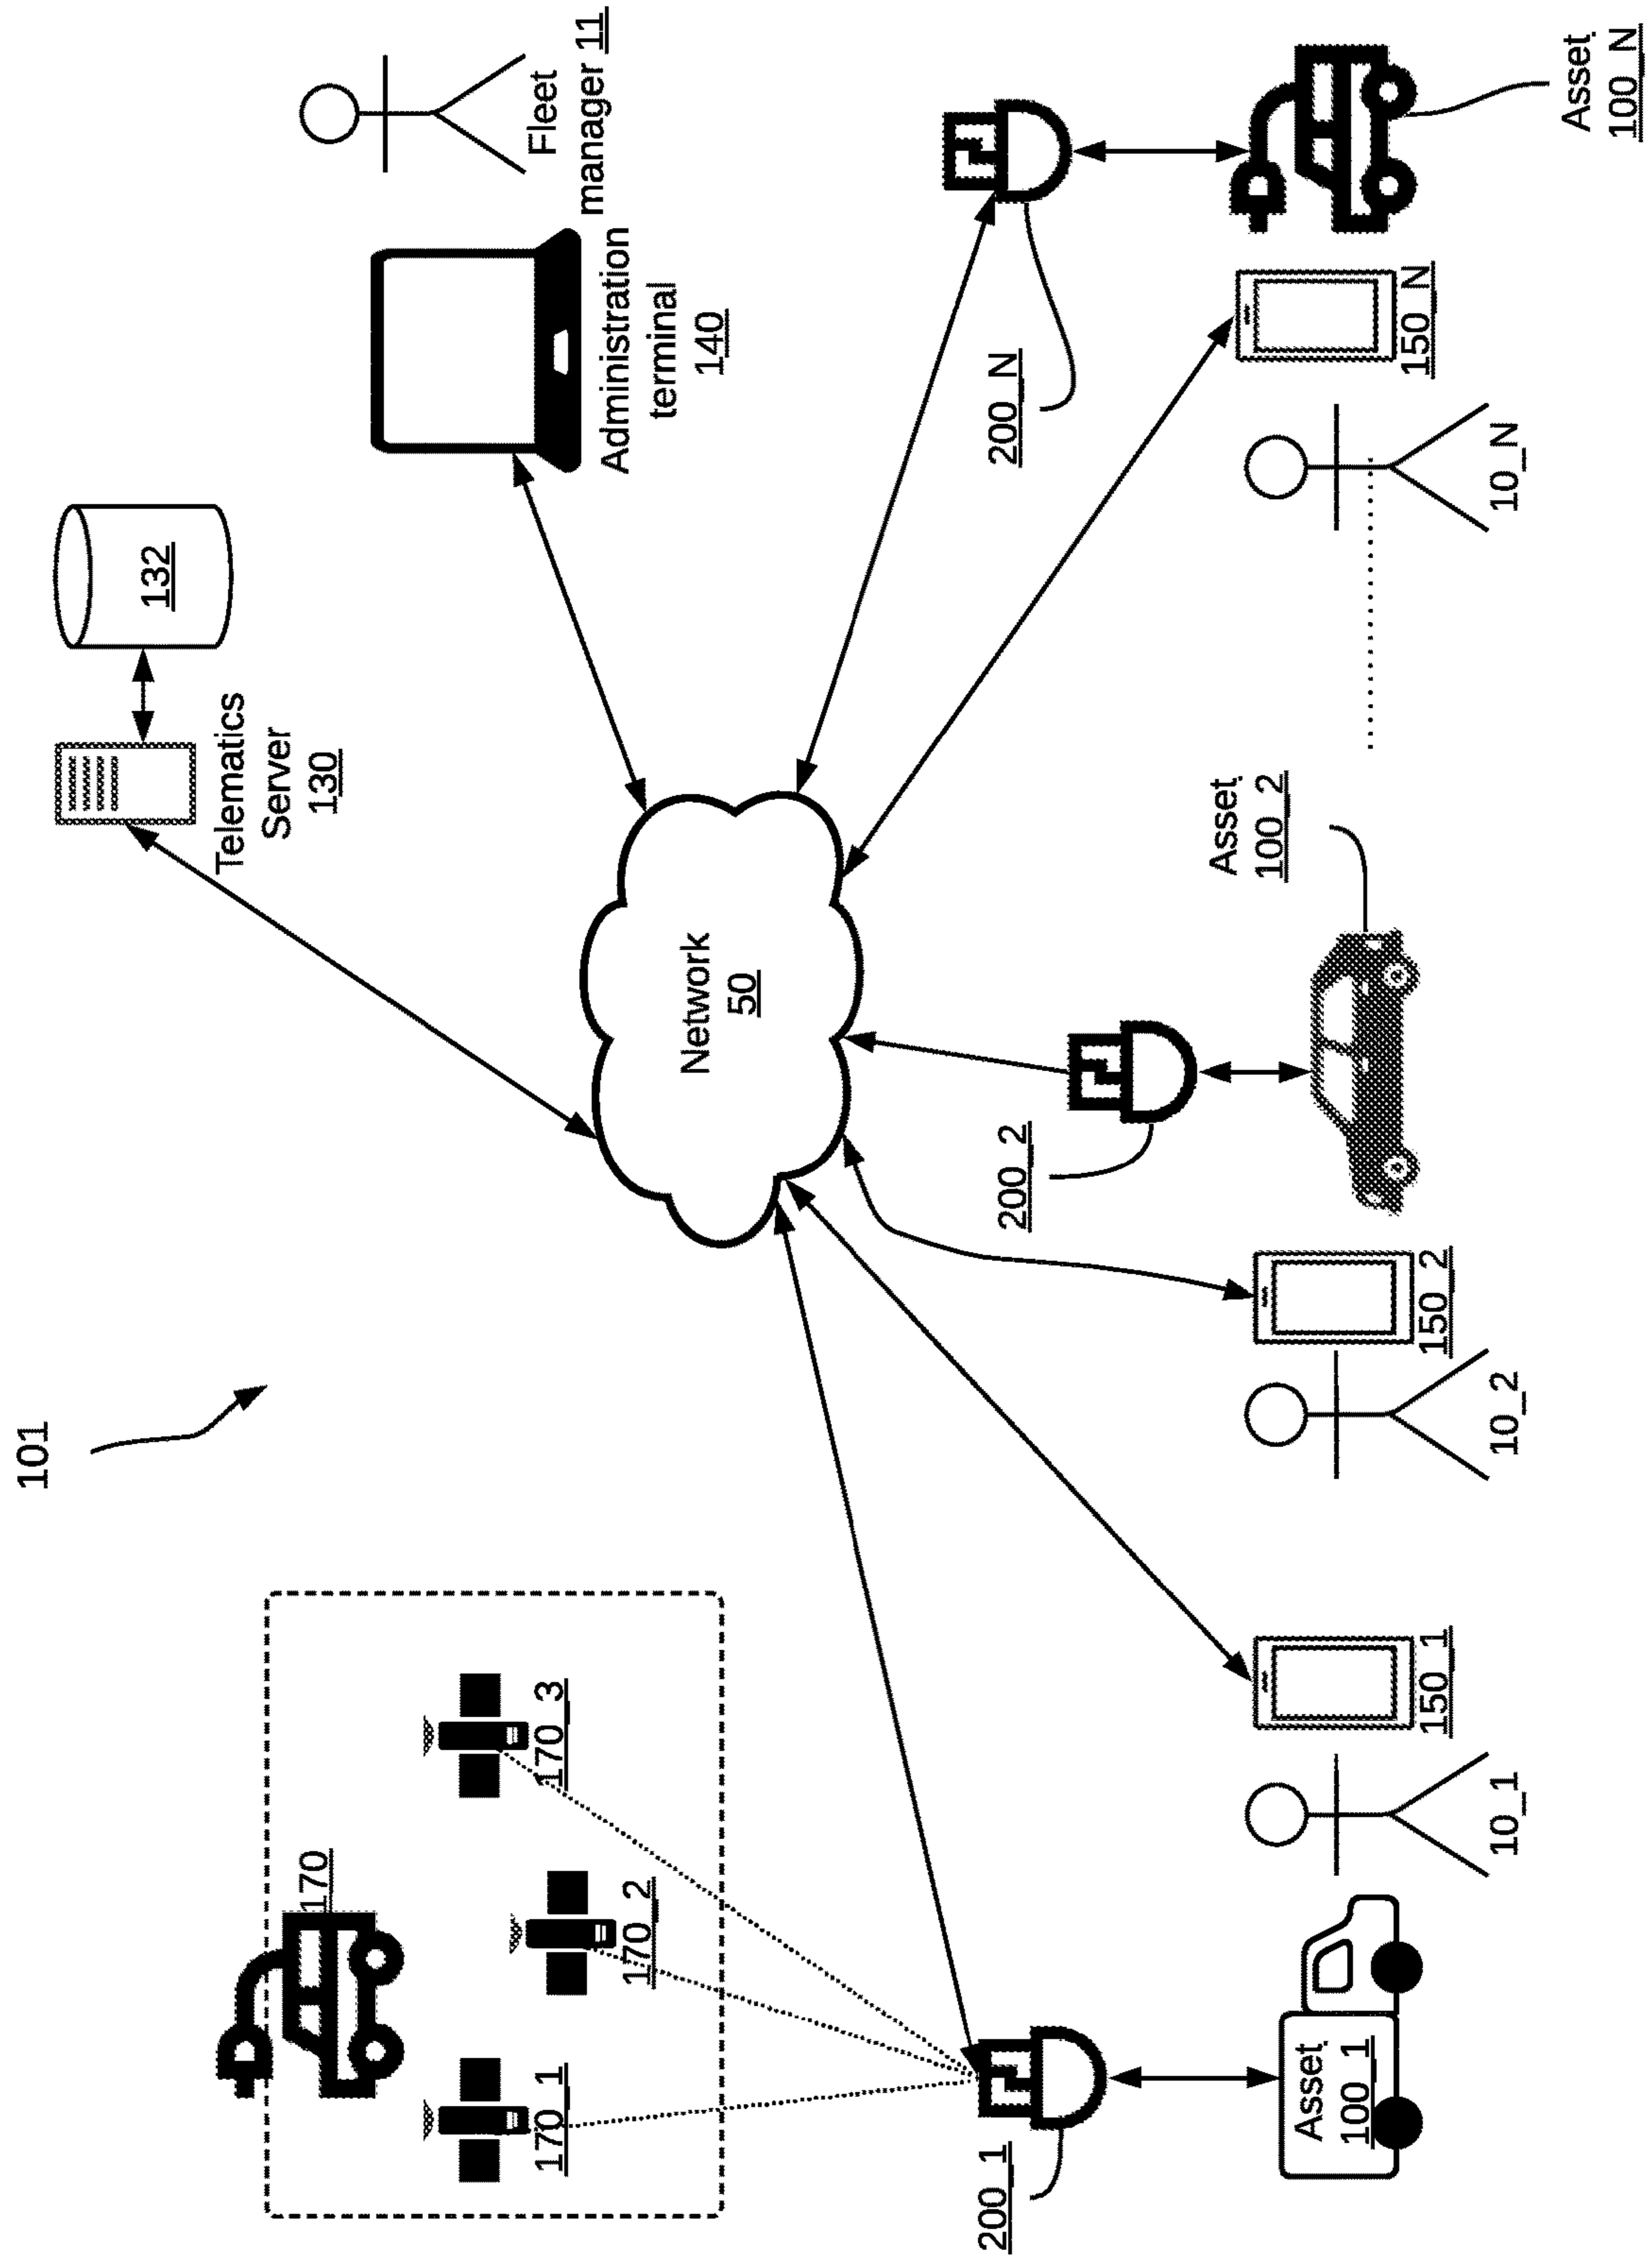 101
Telematics
Server
130
132
Fleet
manager 11
Administration
terminal
140
170
170_1
170_2
170_3
Network
50
200_1
200_2
200_N
Asset
100_1
10_1
150_1
10_2
150_2
Asset
100_2
10_N
150_N
Asset
100_N